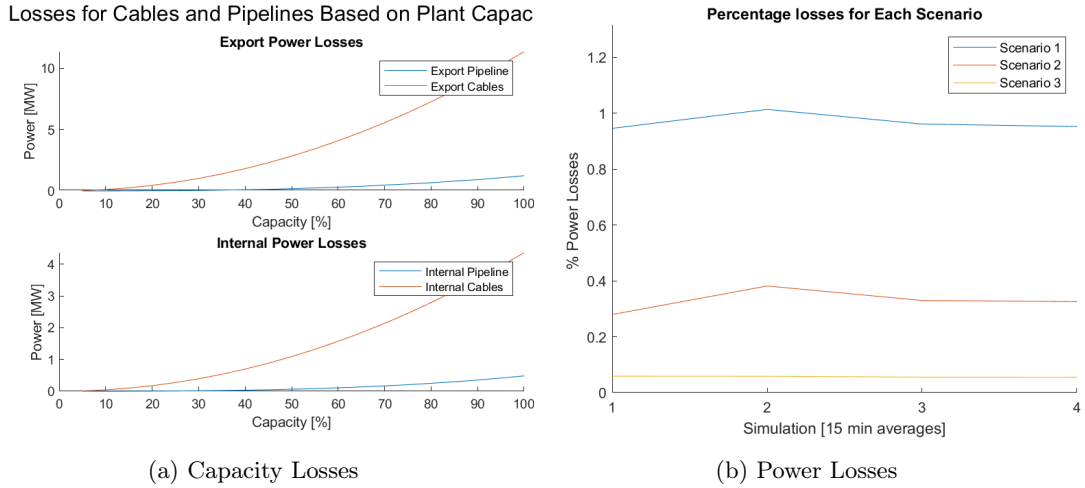 Losses for Cables and Pipelines Based on Plant Capac
Export Power Losses
Power [MW]
10
5
0
Export Pipeline
Export Cables
0 10 20 30 40 50 60 70 80 90 100
Capacity [%]
Internal Power Losses
Power [MW]
4
3
2
1
0
Internal Pipeline
Internal Cables
0 10 20 30 40 50 60 70 80 90 100
Capacity [%]
(a) Capacity Losses
Percentage losses for Each Scenario
% Power Losses
1.2
1
0.8
0.6
0.4
0.2
0
Scenario 1
Scenario 2
Scenario 3
1 2 3 4
Simulation [15 min averages]
(b) Power Losses